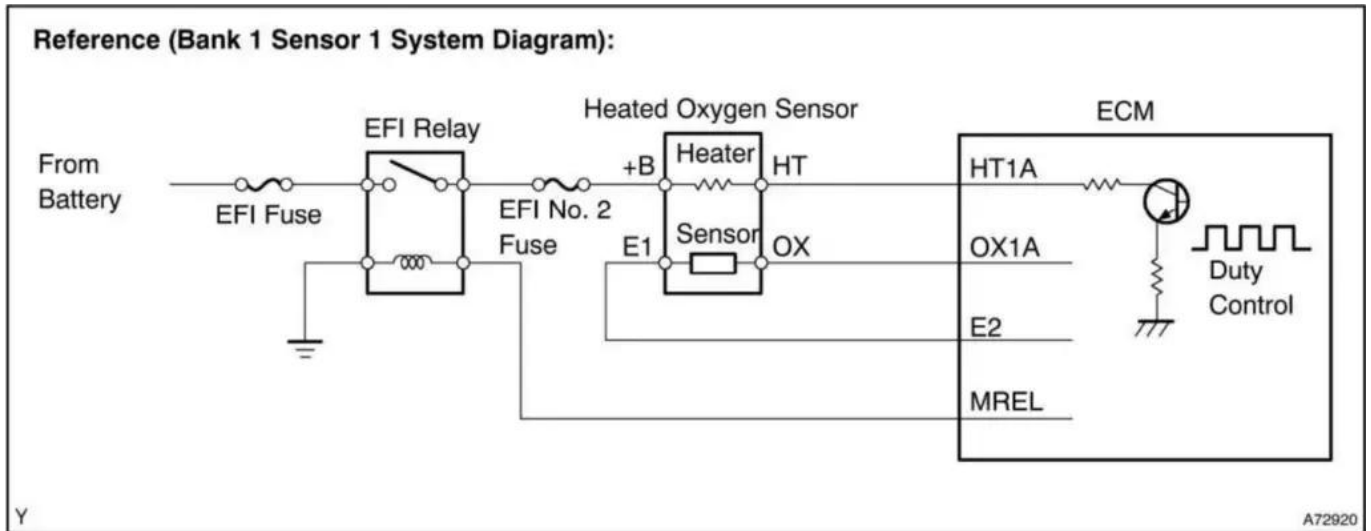 Reference (Bank 1 Sensor 1 System Diagram):
Heated Oxygen Sensor
ECM
EFI Relay
From
Battery
EFI Fuse
EFI No. 2
Fuse
+B
Heater
HT
E1
Sensor
OX
HT1A
OX1A
E2
MREL
Duty
Control
Y
A72920